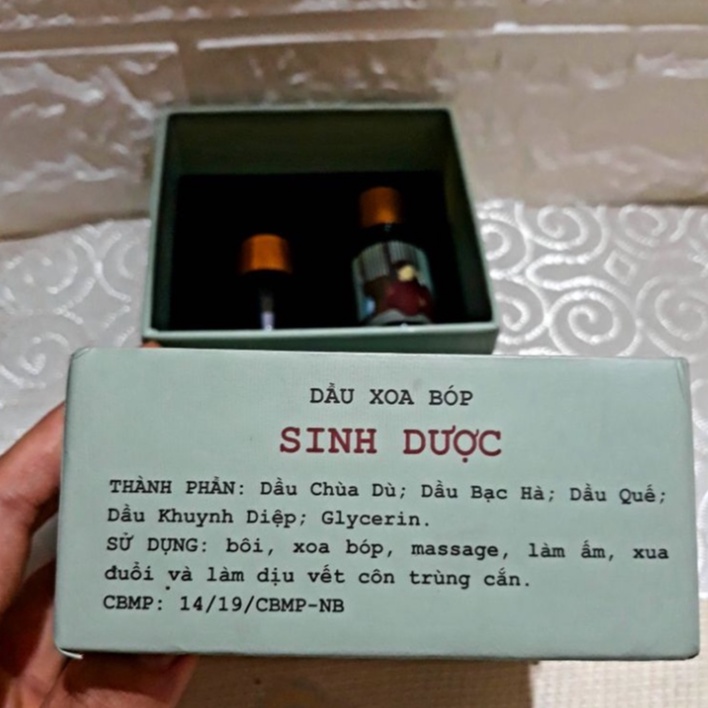 DẦU XOA BÓP
SINH DƯỢC
THÀNH PHẦN: Dầu Chùa Dù; Dầu Bạc Hà; Dầu Quế;
Dầu Khuynh Diệp; Glycerin.
SỬ DỤNG: bôi, xoa bóp, massage, làm ấm, xua
đuổi và làm dịu vết côn trùng cắn.
CBMP: 14/19/CBMP-NB